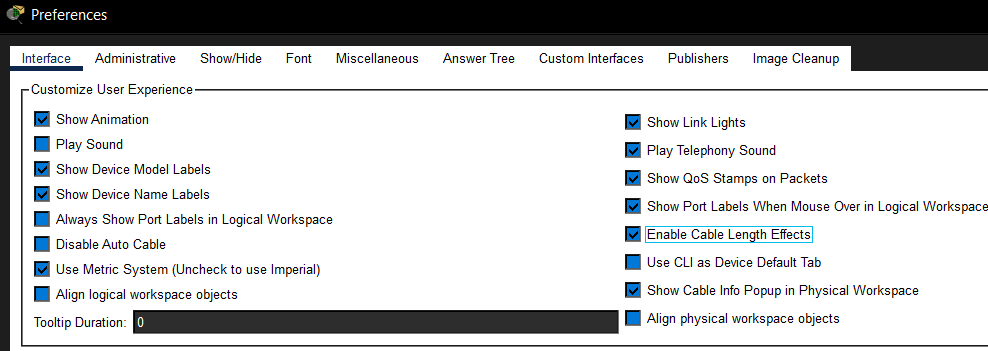 Preferences
Interface Administrative Show/Hide Font Miscellaneous Answer Tree Custom Interfaces Publishers Image Cleanup
Customize User Experience
Show Animation
Play Sound
Show Device Model Labels
Show Device Name Labels
Always Show Port Labels in Logical Workspace
Disable Auto Cable
Use Metric System (Uncheck to use Imperial)
Align logical workspace objects
Tooltip Duration: 0
Show Link Lights
Play Telephony Sound
Show QoS Stamps on Packets
Show Port Labels When Mouse Over in Logical Workspace
Enable Cable Length Effects
Use CLI as Device Default Tab
Show Cable Info Popup in Physical Workspace
Align physical workspace objects